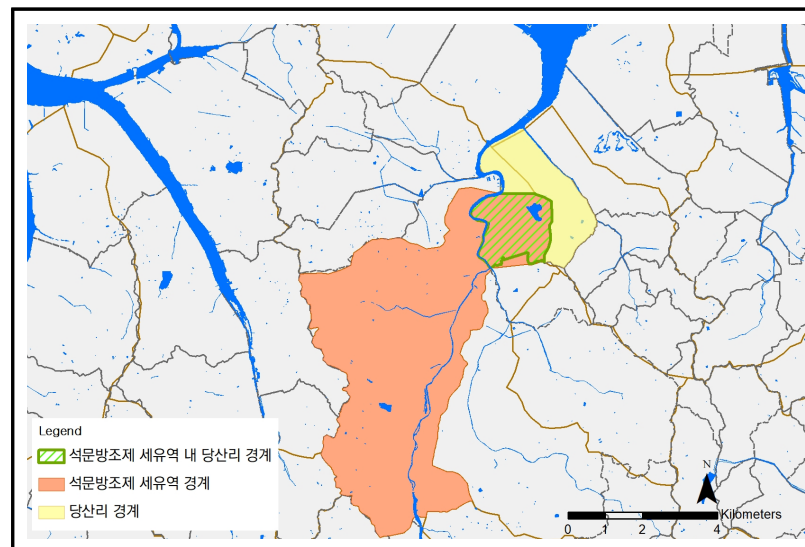 Legend
석문방조제 세유역 내 당산리 경계
석문방조제 세유역 경계
당산리 경계
N
Kilometers
0 1 2 4